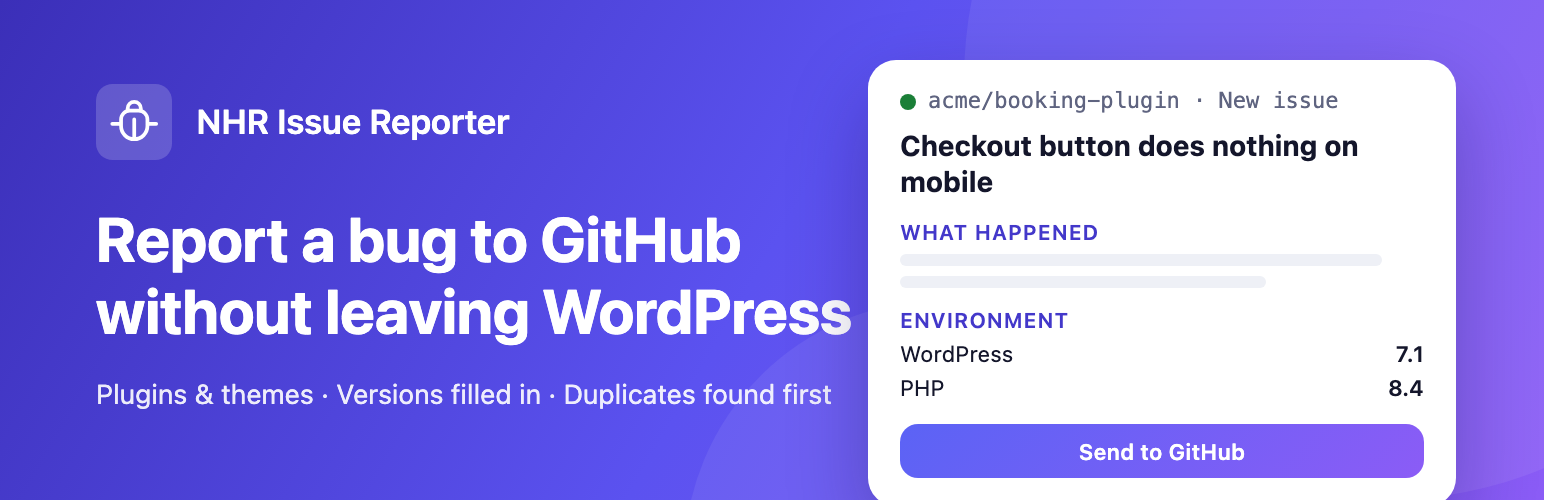 NHR Issue Reporter
Report a bug to GitHub
without leaving WordPress
Plugins & themes · Versions filled in · Duplicates found first
acme/booking-plugin · New issue
Checkout button does nothing on
mobile
WHAT HAPPENED
ENVIRONMENT
WordPress 7.1
PHP 8.4
Send to GitHub